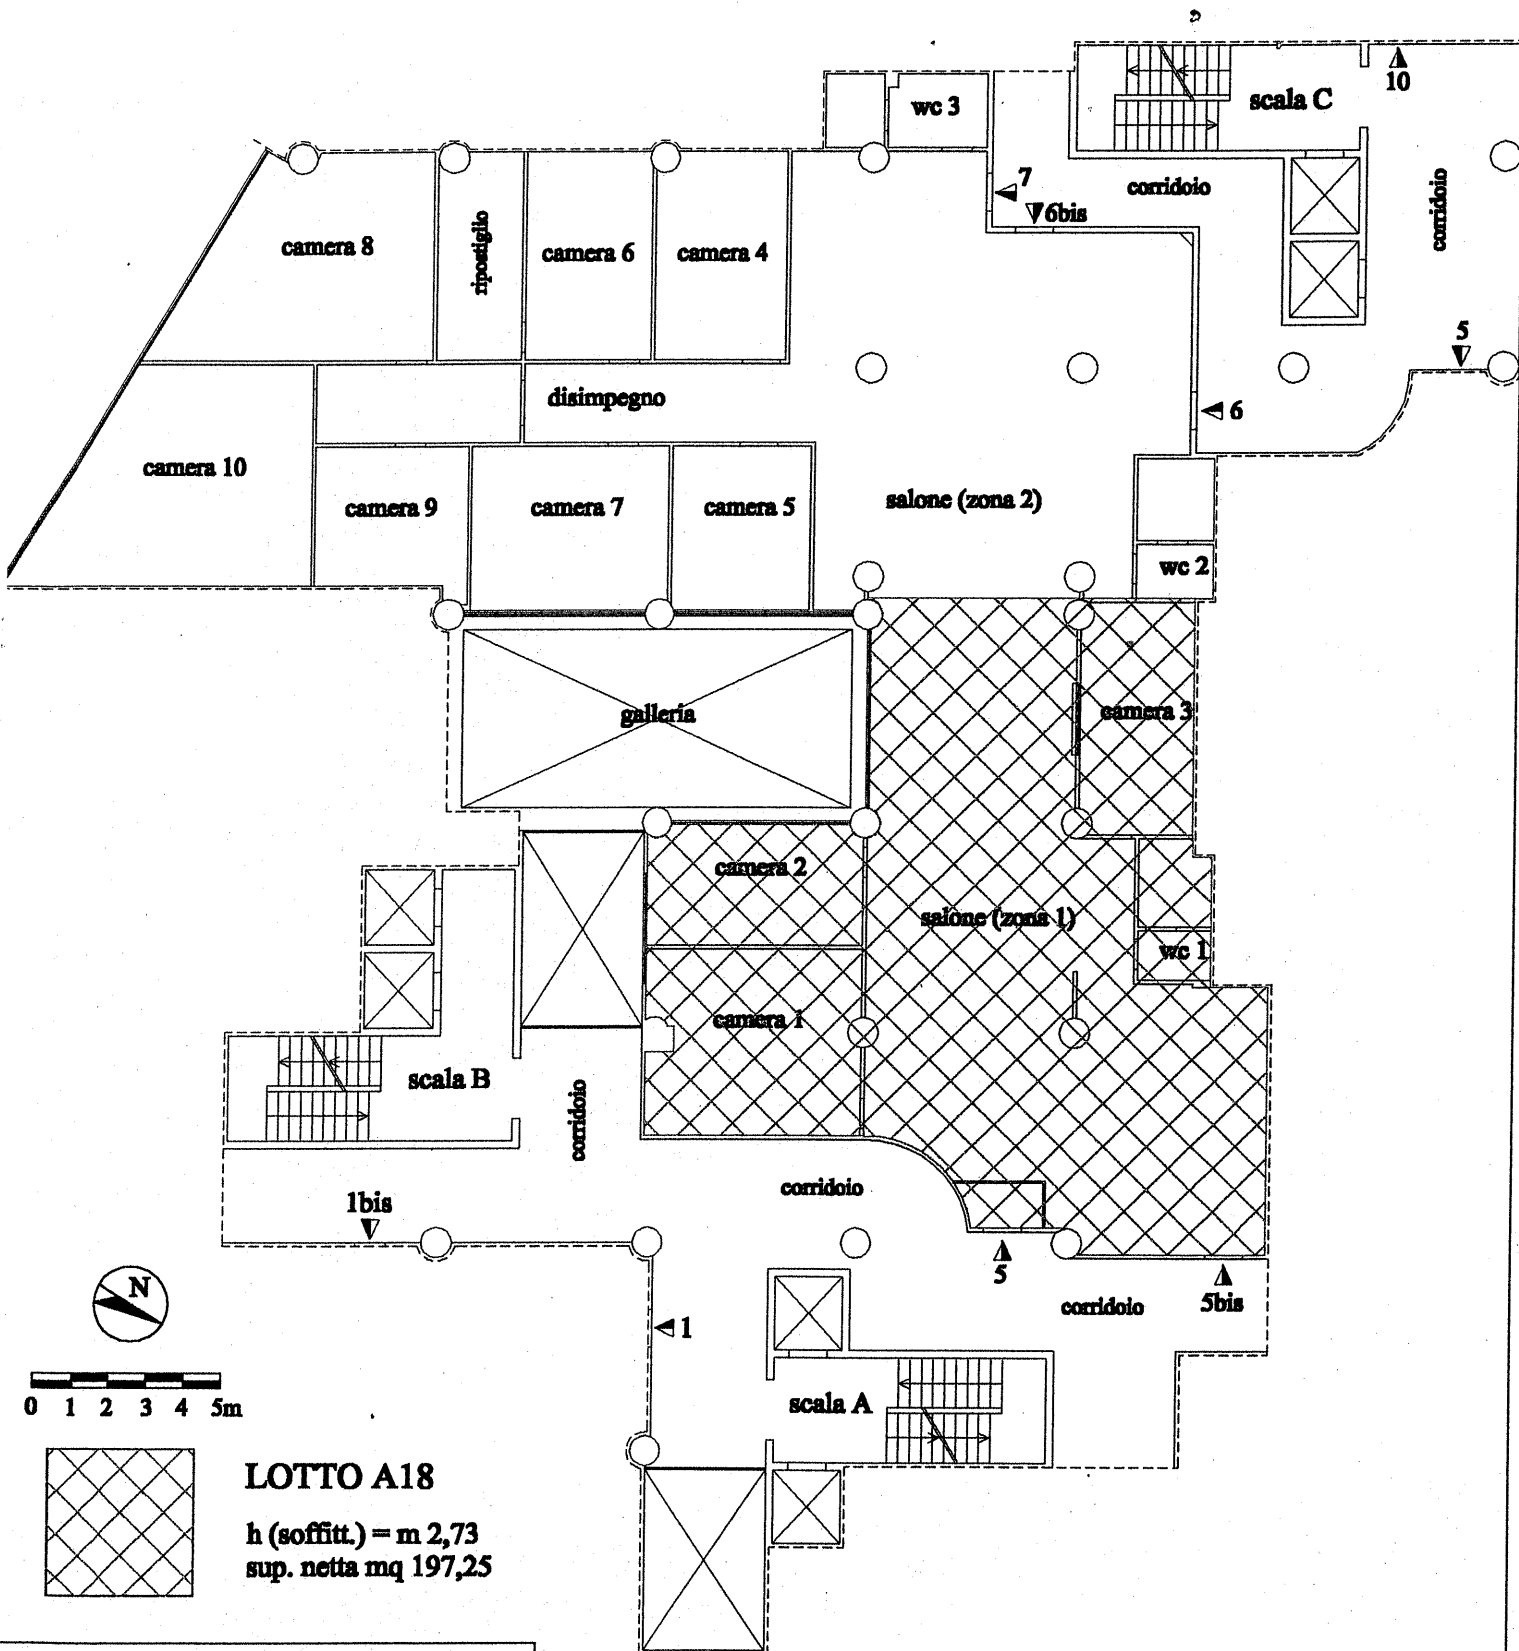 10
wc 3
scala C
7
corridoio
6bis
corridoio
camera 8
ripostiglio
camera 6
camera 4
5
disimpegno
6
camera 10
camera 9
camera 7
camera 5
salone (zona 2)
wc 2
galleria
camera 3
camera 2
salone (zona 1)
wc 1
camera 1
scala B
corridoio
corridoio
1bis
5
N
corridoio
5bis
1
0 1 2 3 4 5m
scala A
LOTTO A18
h (soffitt.) = m 2,73
sup. netta mq 197,25